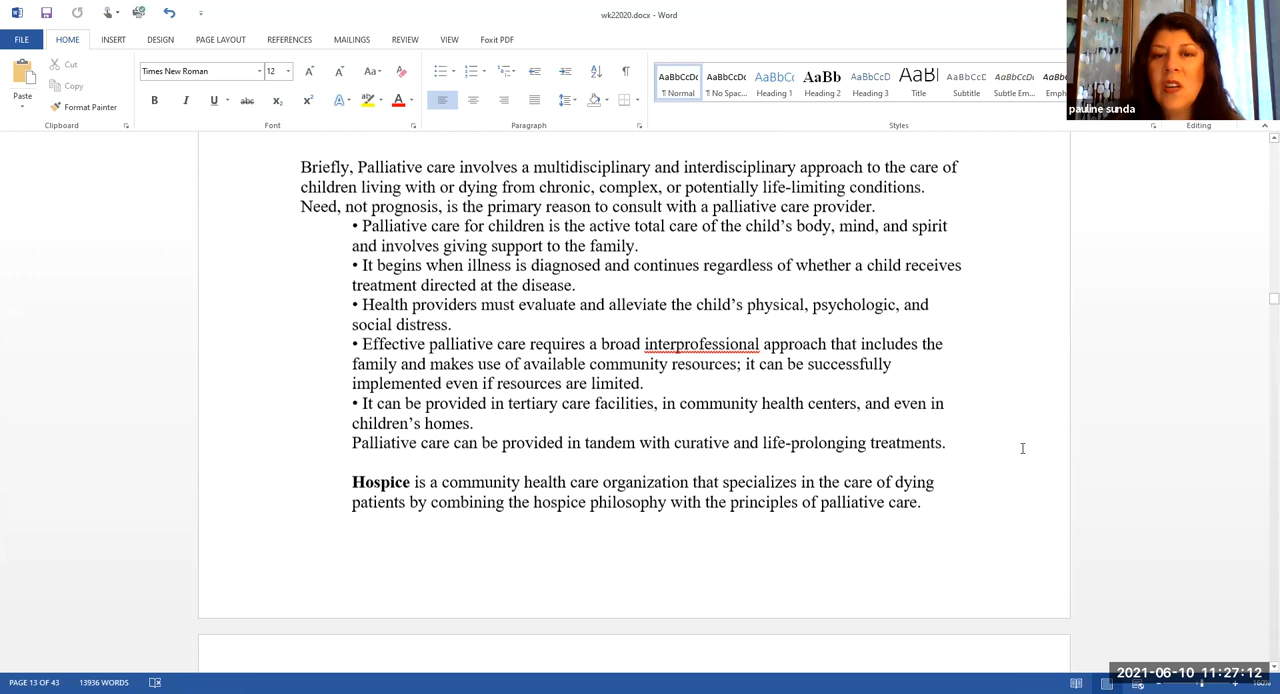 wk22020.docx - Word
FILE HOME INSERT DESIGN PAGE LAYOUT REFERENCES MAILINGS REVIEW VIEW Foxit PDF
Paste
Cut
Copy
Format Painter
Clipboard
Times New Roman 12
Font
Paragraph
AaBbCcDc AaBbCcDc AaBbCc AaBb AaBbCcD AaB AaBbCcD AaBbCcD AaBb
¶ Normal ¶ No Spac... Heading 1 Heading 2 Heading 3 Title Subtitle Subtle Em... Emph
Styles
Editing
pauline sunda
Briefly, Palliative care involves a multidisciplinary and interdisciplinary approach to the care of
children living with or dying from chronic, complex, or potentially life-limiting conditions.
Need, not prognosis, is the primary reason to consult with a palliative care provider.
• Palliative care for children is the active total care of the child’s body, mind, and spirit
and involves giving support to the family.
• It begins when illness is diagnosed and continues regardless of whether a child receives
treatment directed at the disease.
• Health providers must evaluate and alleviate the child’s physical, psychologic, and
social distress.
• Effective palliative care requires a broad interprofessional approach that includes the
family and makes use of available community resources; it can be successfully
implemented even if resources are limited.
• It can be provided in tertiary care facilities, in community health centers, and even in
children’s homes.
Palliative care can be provided in tandem with curative and life-prolonging treatments.
Hospice is a community health care organization that specializes in the care of dying
patients by combining the hospice philosophy with the principles of palliative care.
PAGE 13 OF 43 13936 WORDS
2021-06-10 11:27:12